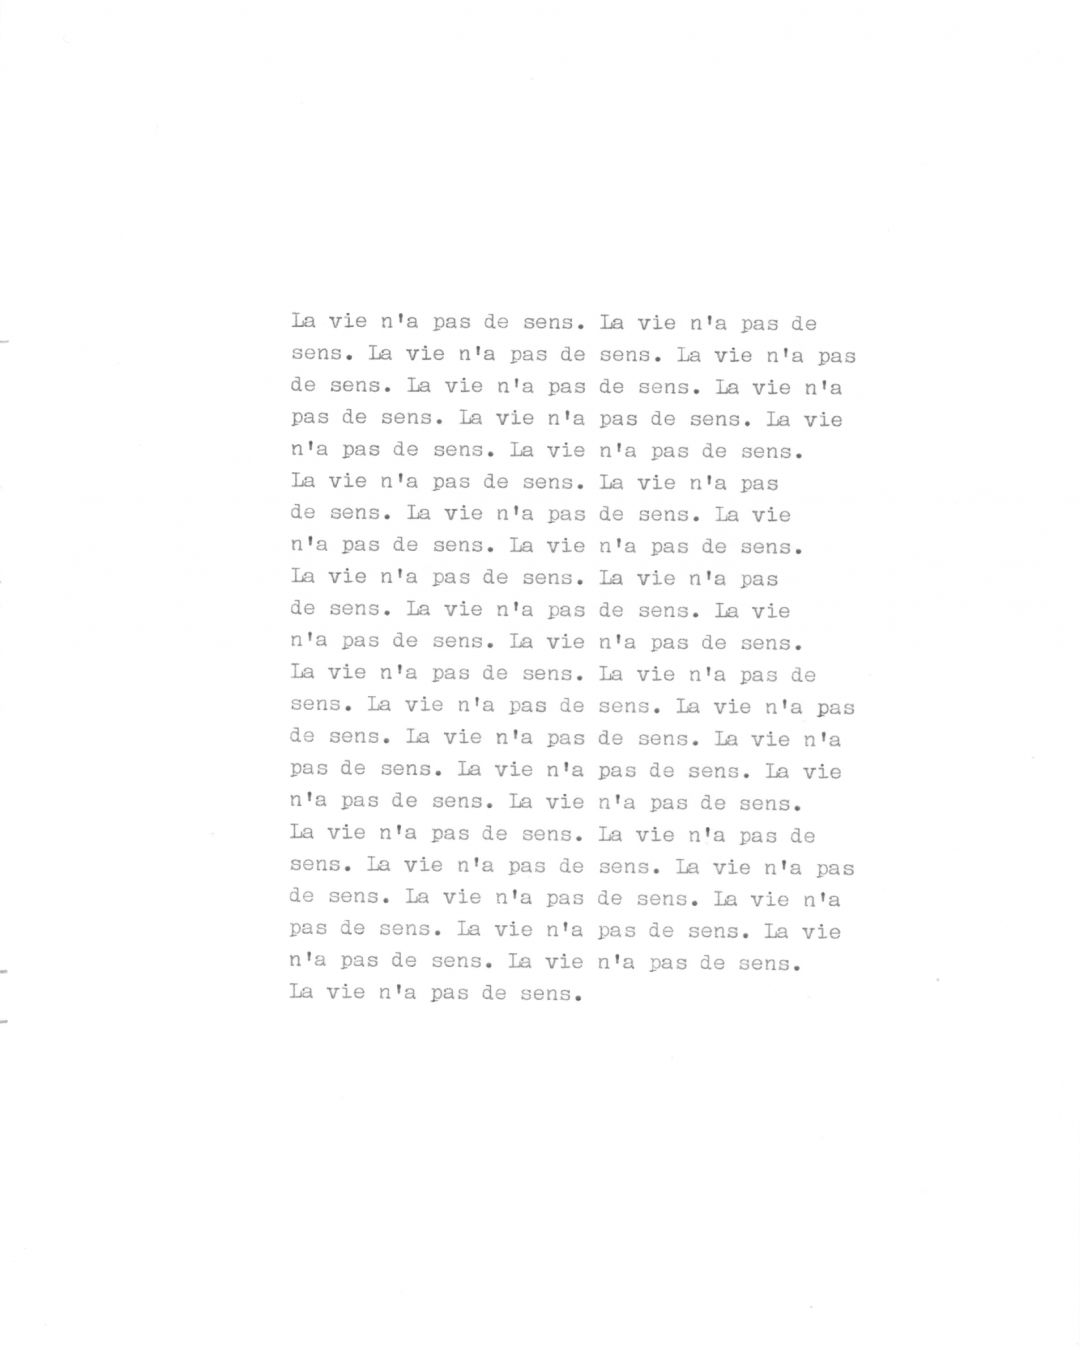 La vie n'a pas de sens. La vie n'a pas de
sens. La vie n'a pas de sens. La vie n'a pas
de sens. La vie n'a pas de sens. La vie n'a
pas de sens. La vie n'a pas de sens. La vie
n'a pas de sens. La vie n'a pas de sens.
La vie n'a pas de sens. La vie n'a pas
de sens. La vie n'a pas de sens. La vie
n'a pas de sens. La vie n'a pas de sens.
La vie n'a pas de sens. La vie n'a pas
de sens. La vie n'a pas de sens. La vie
n'a pas de sens. La vie n'a pas de sens.
La vie n'a pas de sens. La vie n'a pas de
sens. La vie n'a pas de sens. La vie n'a pas
de sens. La vie n'a pas de sens. La vie n'a
pas de sens. La vie n'a pas de sens. La vie
n'a pas de sens. La vie n'a pas de sens.
La vie n'a pas de sens. La vie n'a pas de
sens. La vie n'a pas de sens. La vie n'a pas
de sens. La vie n'a pas de sens. La vie n'a
pas de sens. La vie n'a pas de sens. La vie
n'a pas de sens. La vie n'a pas de sens.
La vie n'a pas de sens.